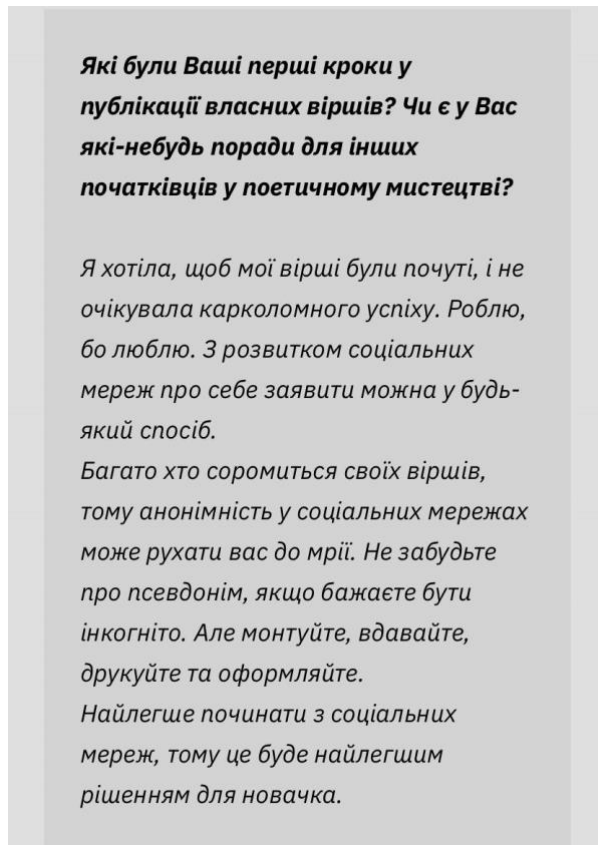 Які були Ваші перші кроки у
публікації власних віршів? Чи є у Вас
які-небудь поради для інших
початківців у поетичному мистецтві?
Я хотіла, щоб мої вірші були почуті, і не
очікувала карколомного успіху. Роблю,
бо люблю. З розвитком соціальних
мереж про себе заявити можна у будь-
який спосіб.
Багато хто соромиться своїх віршів,
тому анонімність у соціальних мережах
може рухати вас до мрії. Не забудьте
про псевдонім, якщо бажаєте бути
інкогніто. Але монтуйте, вдавайте,
друкуйте та оформляйте.
Найлегше починати з соціальних
мереж, тому це буде найлегшим
рішенням для новачка.